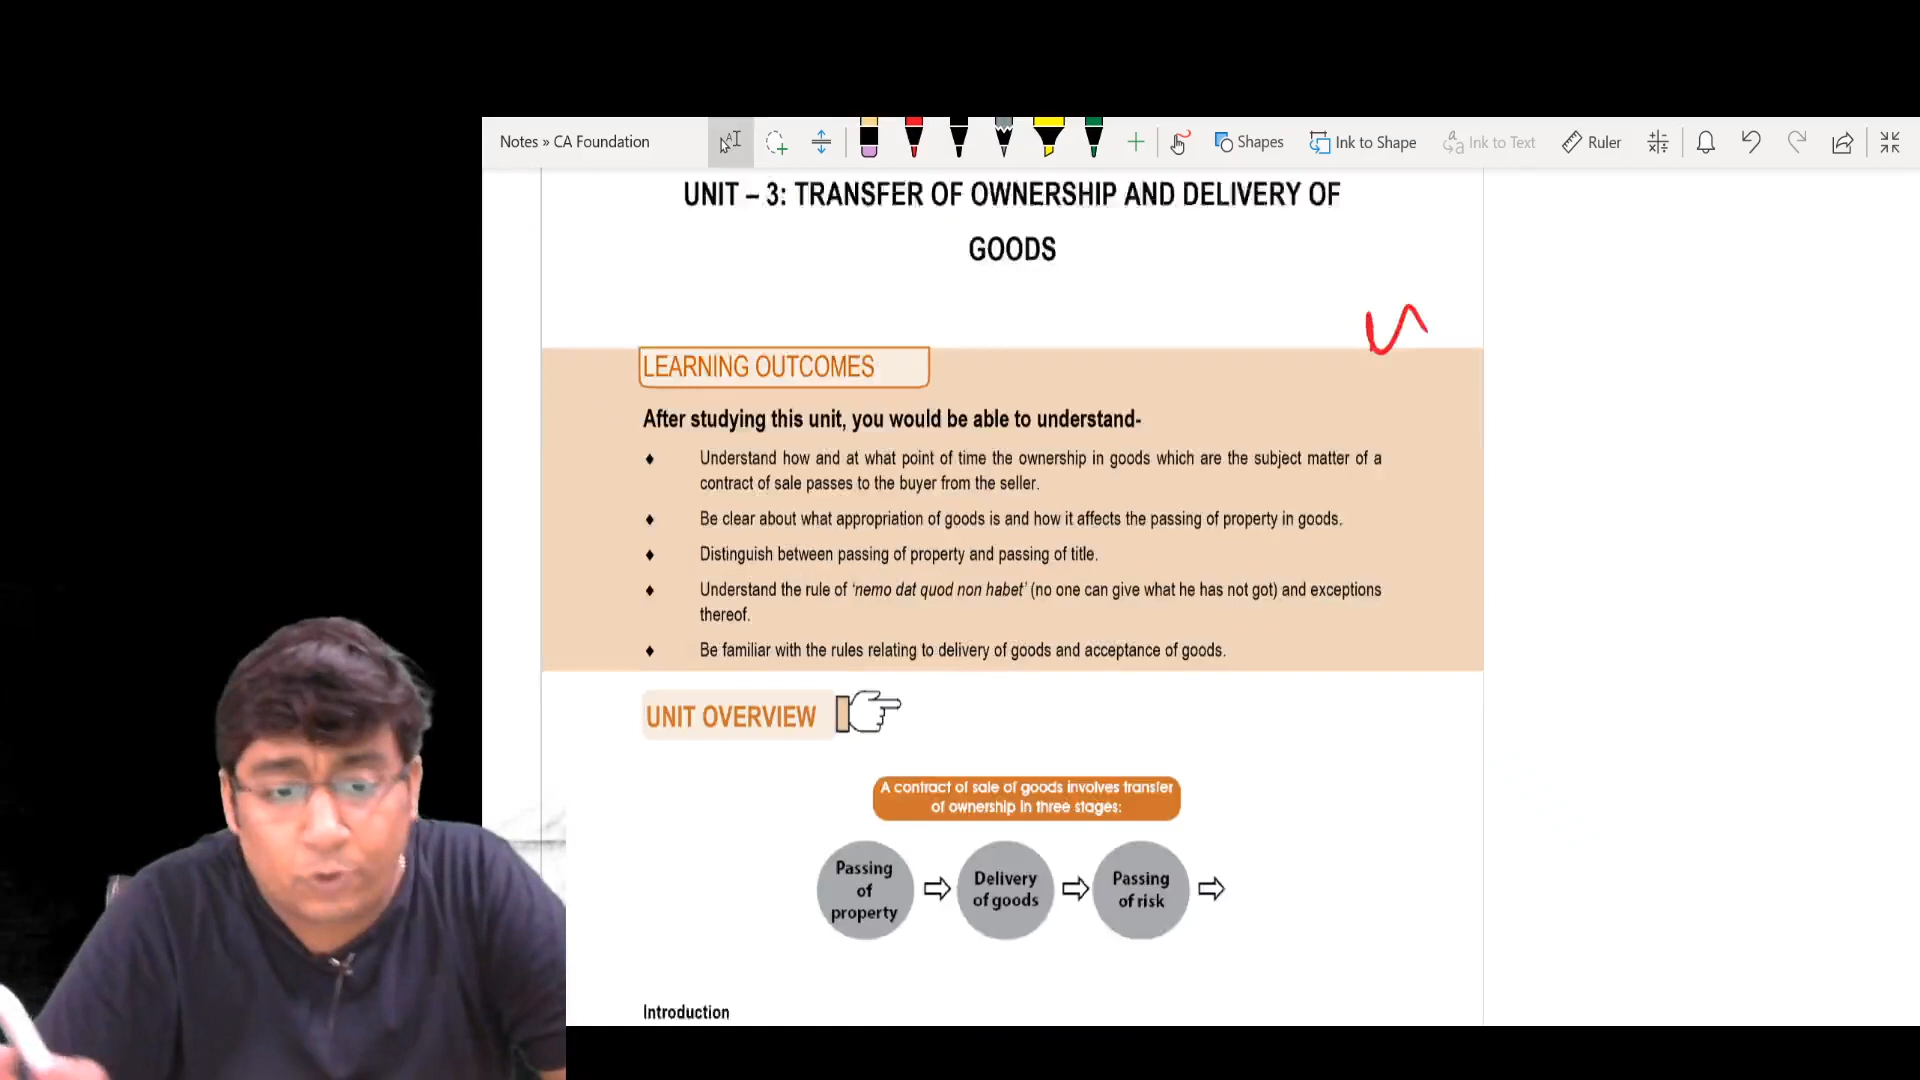 Notes » CA Foundation
Shapes
Ink to Shape
Ink to Text
Ruler
UNIT – 3: TRANSFER OF OWNERSHIP AND DELIVERY OF
GOODS
LEARNING OUTCOMES
After studying this unit, you would be able to understand-
♦ Understand how and at what point of time the ownership in goods which are the subject matter of a
contract of sale passes to the buyer from the seller.
♦ Be clear about what appropriation of goods is and how it affects the passing of property in goods.
♦ Distinguish between passing of property and passing of title.
♦ Understand the rule of ‘nemo dat quod non habet’ (no one can give what he has not got) and exceptions
thereof.
♦ Be familiar with the rules relating to delivery of goods and acceptance of goods.
UNIT OVERVIEW
A contract of sale of goods involves transfer
of ownership in three stages:
Passing
of
property
Delivery
of goods
Passing
of risk
Introduction